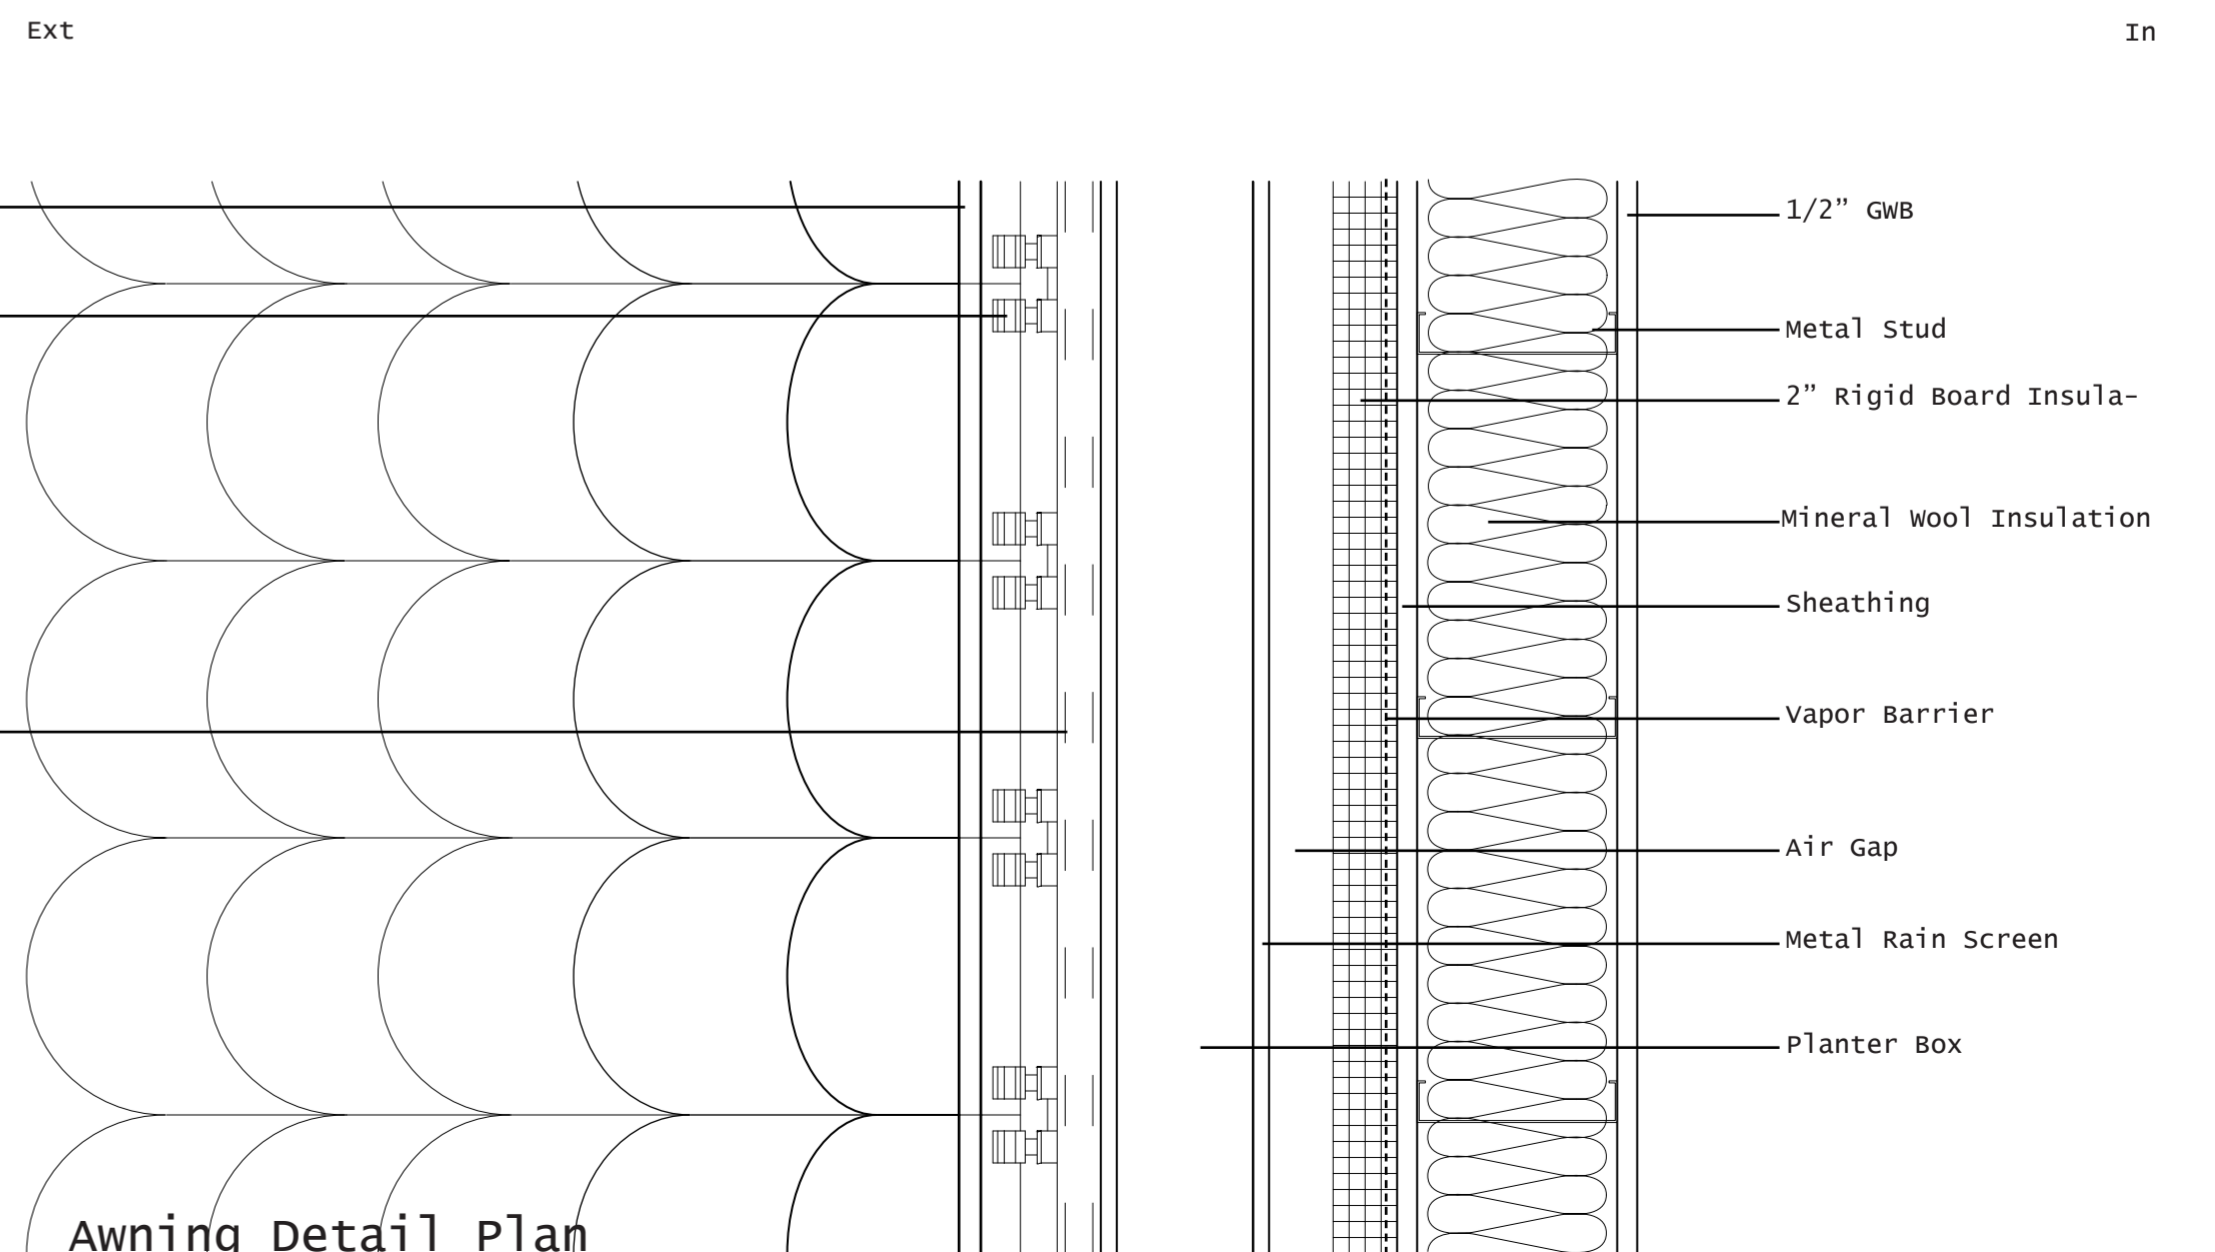 Ext
In
1/2” GWB
Metal Stud
2” Rigid Board Insula-
Mineral Wool Insulation
Sheathing
Vapor Barrier
Air Gap
Metal Rain Screen
Planter Box
Awning Detail Plan